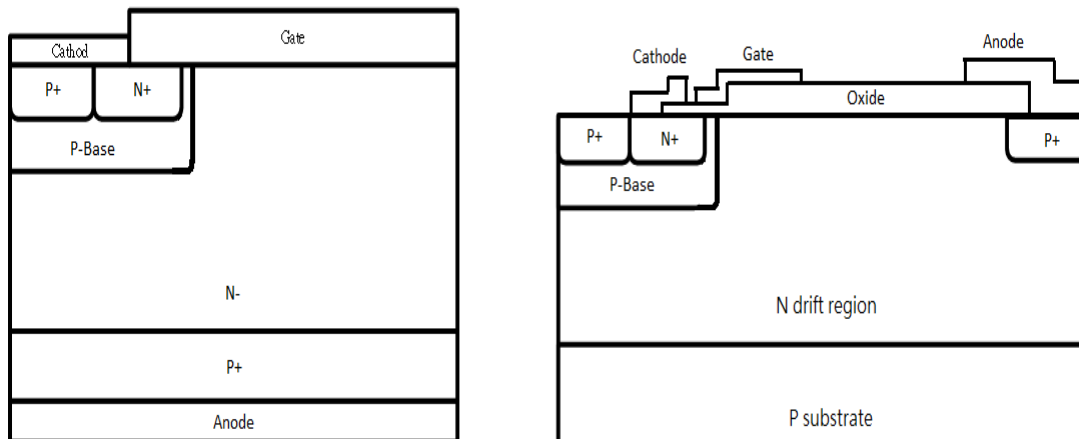 Cathod
Gate
P+
N+
P-Base
N-
P+
Anode
Cathode
Gate
Anode
Oxide
P+
N+
P+
P-Base
N drift region
P substrate